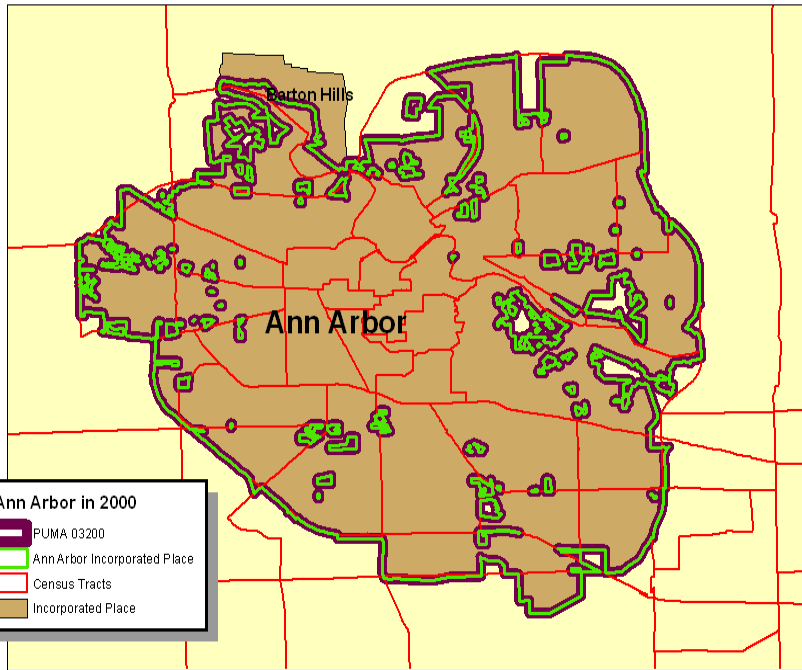 Barton Hills
Ann Arbor
Ann Arbor in 2000
PUMA 03200
Ann Arbor Incorporated Place
Census Tracts
Incorporated Place